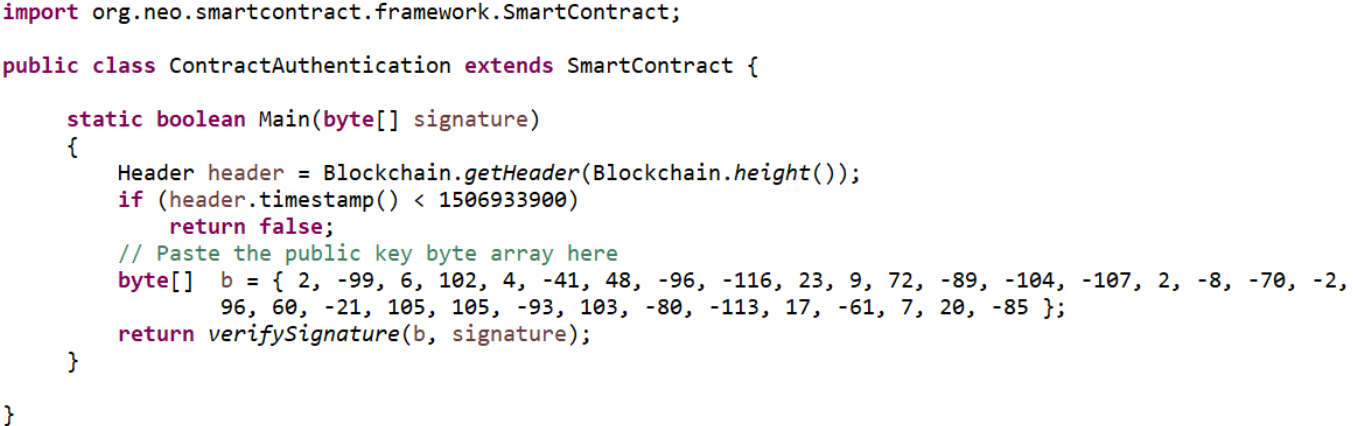 import org.neo.smartcontract.framework.SmartContract;
public class ContractAuthentication extends SmartContract {
static boolean Main(byte[] signature)
{
Header header = Blockchain.getHeader(Blockchain.height());
if (header.timestamp() < 1506933900)
return false;
// Paste the public key byte array here
byte[]  b = { 2, -99, 6, 102, 4, -41, 48, -96, -116, 23, 9, 72, -89, -104, -107, 2, -8, -70, -2,
96, 60, -21, 105, 105, -93, 103, -80, -113, 17, -61, 7, 20, -85 };
return verifySignature(b, signature);
}
}